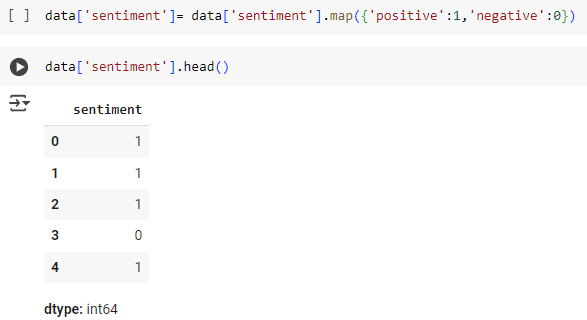 [ ] data['sentiment']= data['sentiment'].map({'positive':1,'negative':0})
data['sentiment'].head()
sentiment
0 1
1 1
2 1
3 0
4 1
dtype: int64